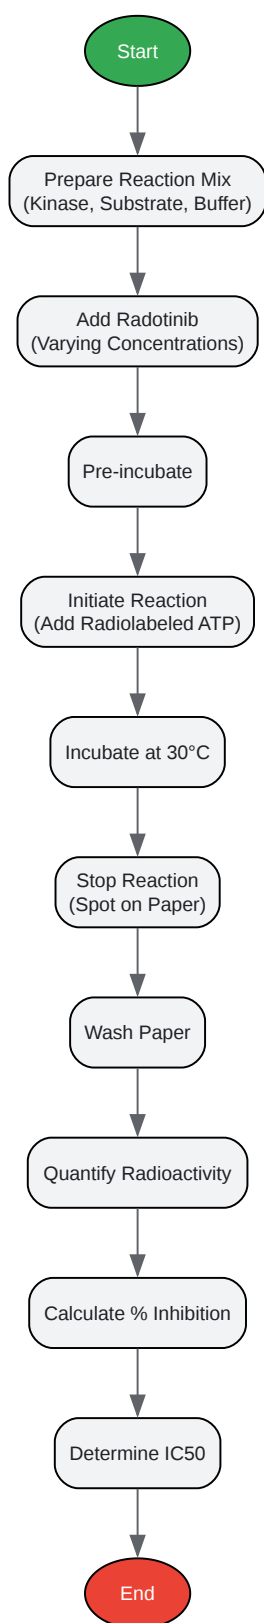 Start
Prepare Reaction Mix
(Kinase, Substrate, Buffer)
Add Radotinib
(Varying Concentrations)
Pre-incubate
Initiate Reaction
(Add Radiolabeled ATP)
Incubate at 30°C
Stop Reaction
(Spot on Paper)
Wash Paper
Quantify Radioactivity
Calculate % Inhibition
Determine IC50
End